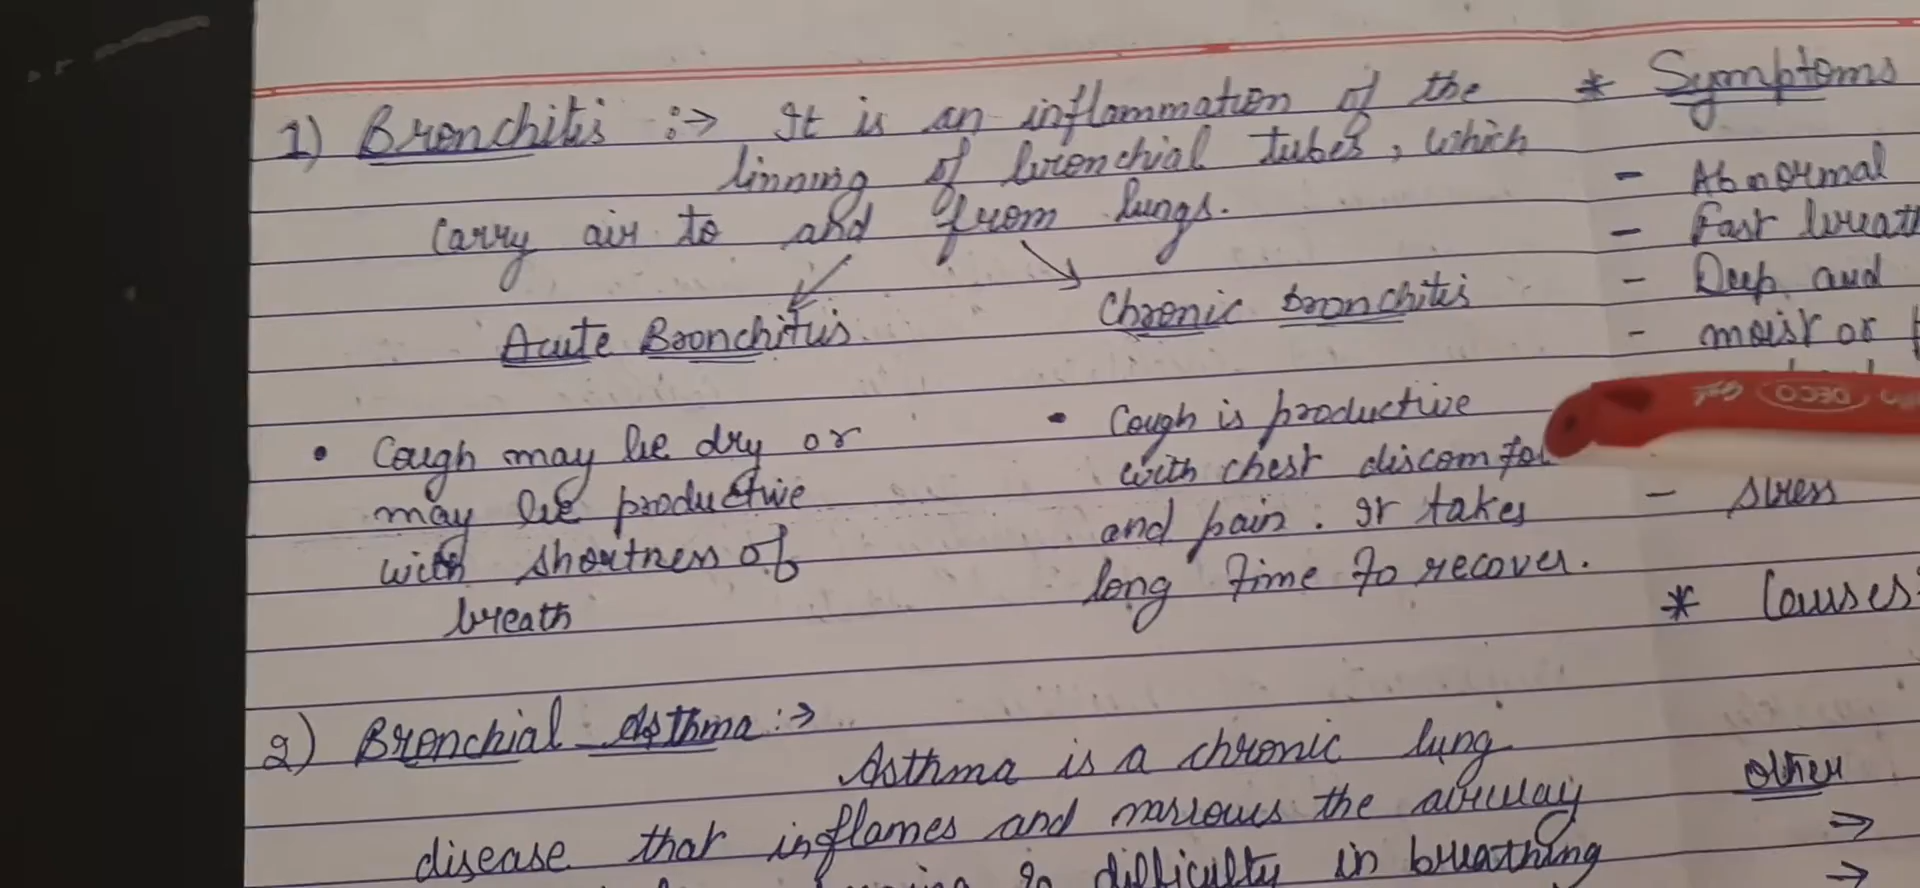 1) Bronchitis :→ It is an inflammation of the
linning of bronchial tubes, which
carry air to and from lungs.
Acute Bronchitis.
Chronic bronchitis
• Cough may be dry or
may be productive
with shortness of
breath
• Cough is productive
with chest discomfo
and pain. It takes
long time to recover.
2) Bronchial Asthma :→
Asthma is a chronic lung
disease that inflames and narrows the airway
difficulty in breathing
* Symptoms
- Abnormal
- Fast breath
- Deep and
- moist or
- stress
* Causes
other
→
→
DECO